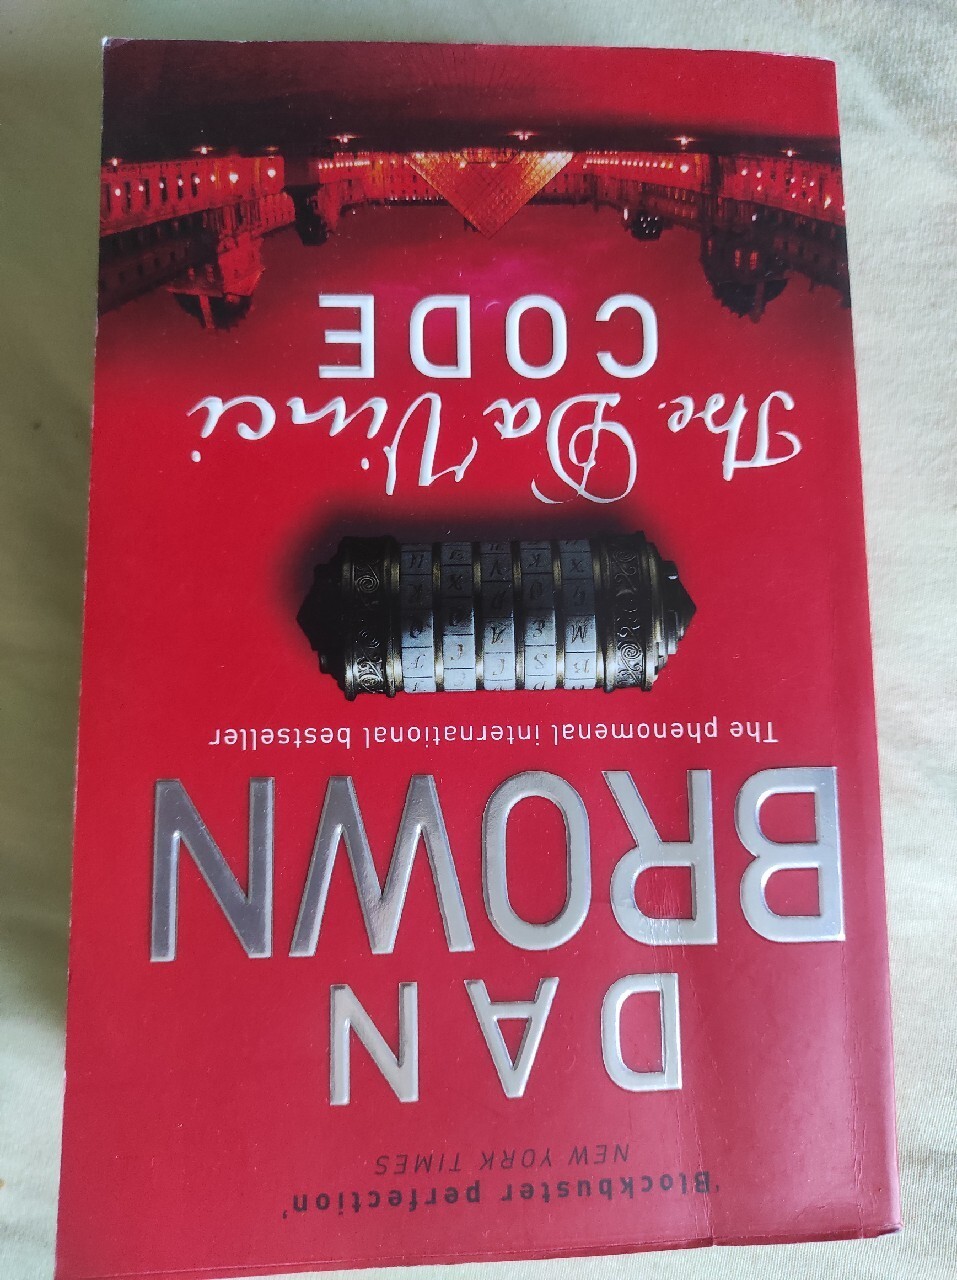 'Blockbuster perfection'
NEW YORK TIMES
DAN
BROWN
The phenomenal international bestseller
The Da Vinci
CODE